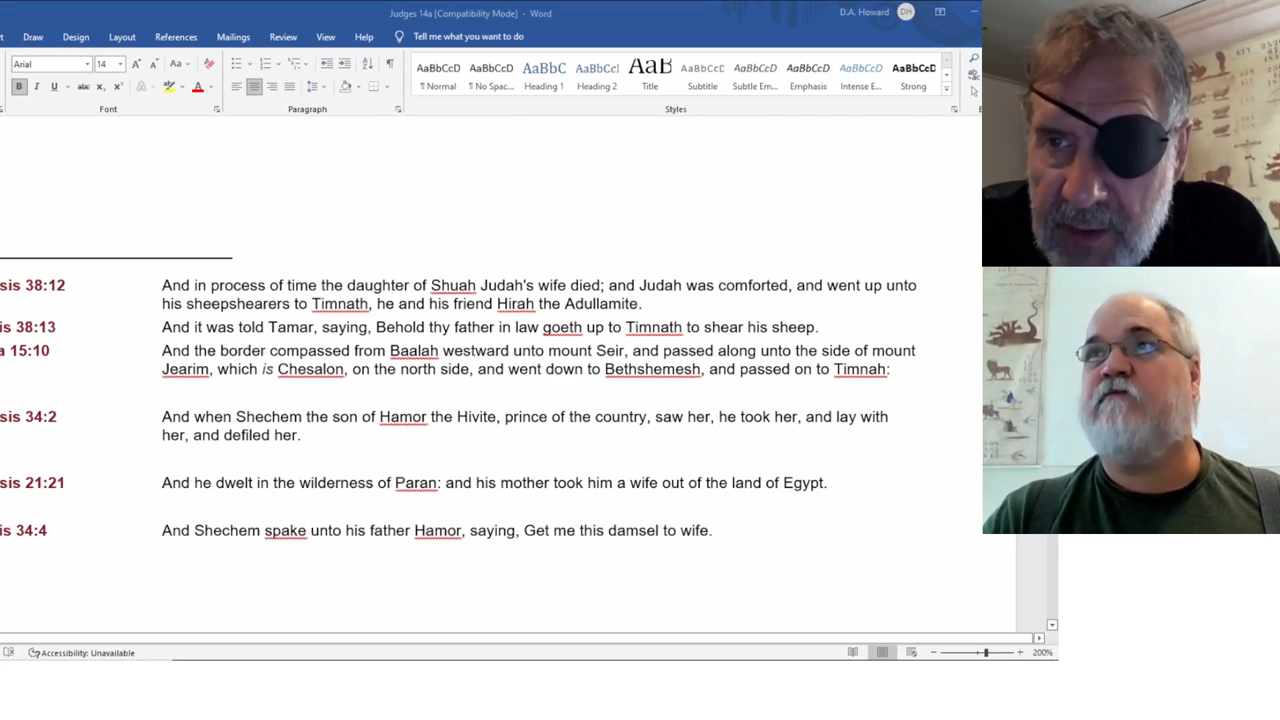 Judges 14a [Compatibility Mode] - Word
D.A. Howard DH
Draw Design Layout References Mailings Review View Help Tell me what you want to do
Arial 14 Aa
AaBbCcD AaBbCcD AaBbC AaBbCcI AaB AaBbCcD AaBbCcD AaBbCcD AaBbCcD AaBbCcD
B I U abc x₂ x² A
¶ Normal ¶ No Spac... Heading 1 Heading 2 Title Subtitle Subtle Em... Emphasis Intense E... Strong
Font Paragraph Styles
sis 38:12 And in process of time the daughter of Shuah Judah's wife died; and Judah was comforted, and went up unto
his sheepshearers to Timnath, he and his friend Hirah the Adullamite.
is 38:13 And it was told Tamar, saying, Behold thy father in law goeth up to Timnath to shear his sheep.
a 15:10 And the border compassed from Baalah westward unto mount Seir, and passed along unto the side of mount
Jearim, which is Chesalon, on the north side, and went down to Bethshemesh, and passed on to Timnah:
sis 34:2 And when Shechem the son of Hamor the Hivite, prince of the country, saw her, he took her, and lay with
her, and defiled her.
sis 21:21 And he dwelt in the wilderness of Paran: and his mother took him a wife out of the land of Egypt.
is 34:4 And Shechem spake unto his father Hamor, saying, Get me this damsel to wife.
Accessibility: Unavailable 200%